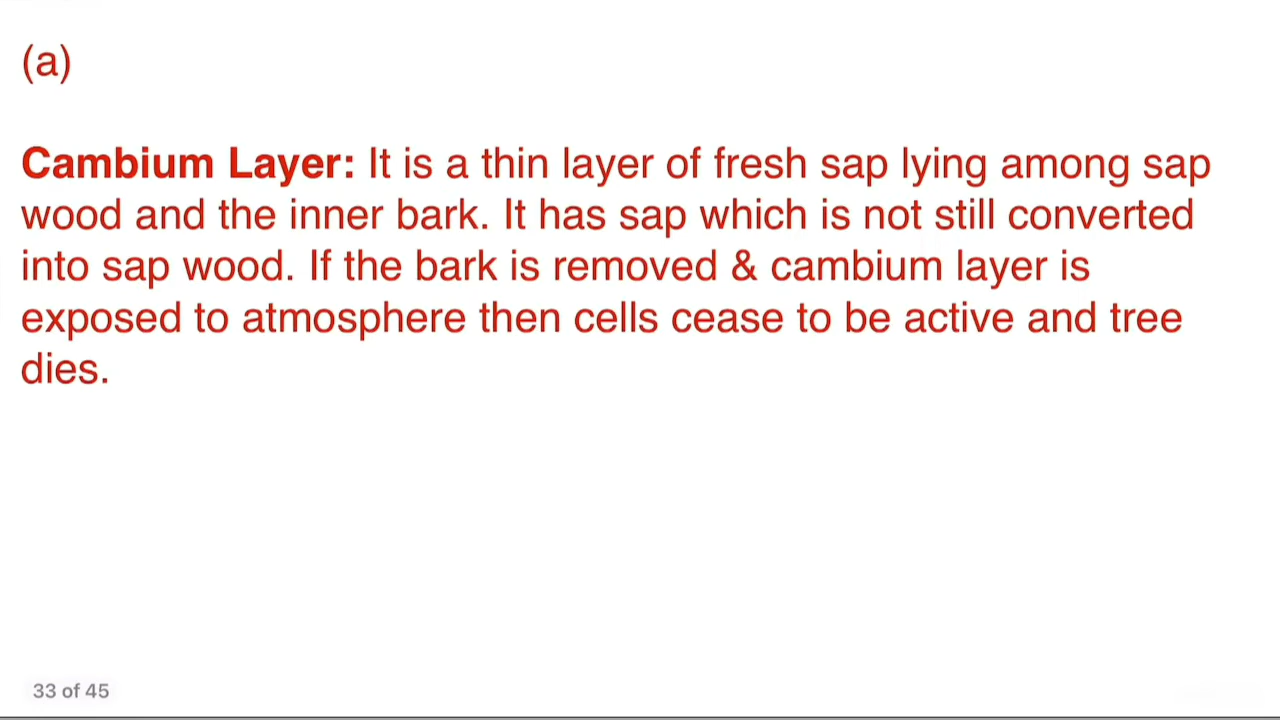 (a)
Cambium Layer: It is a thin layer of fresh sap lying among sap
wood and the inner bark. It has sap which is not still converted
into sap wood. If the bark is removed & cambium layer is
exposed to atmosphere then cells cease to be active and tree
dies.
33 of 45